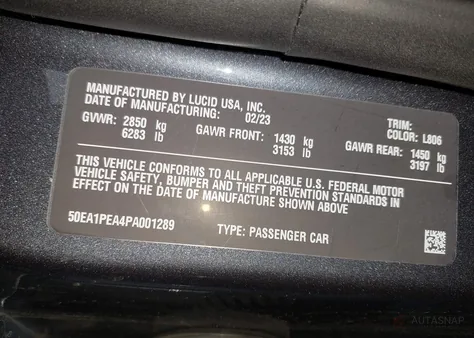 MANUFACTURED BY LUCID USA, INC.
DATE OF MANUFACTURING: 02/23
TRIM:
COLOR: L806
GVWR: 2850 kg GAWR FRONT: 1430 kg GAWR REAR: 1450 kg
6283 lb 3153 lb 3197 lb
THIS VEHICLE CONFORMS TO ALL APPLICABLE U.S. FEDERAL MOTOR
VEHICLE SAFETY, BUMPER AND THEFT PREVENTION STANDARDS IN
EFFECT ON THE DATE OF MANUFACTURE SHOWN ABOVE
50EA1PEA4PA001289 TYPE: PASSENGER CAR
AUTASNAP